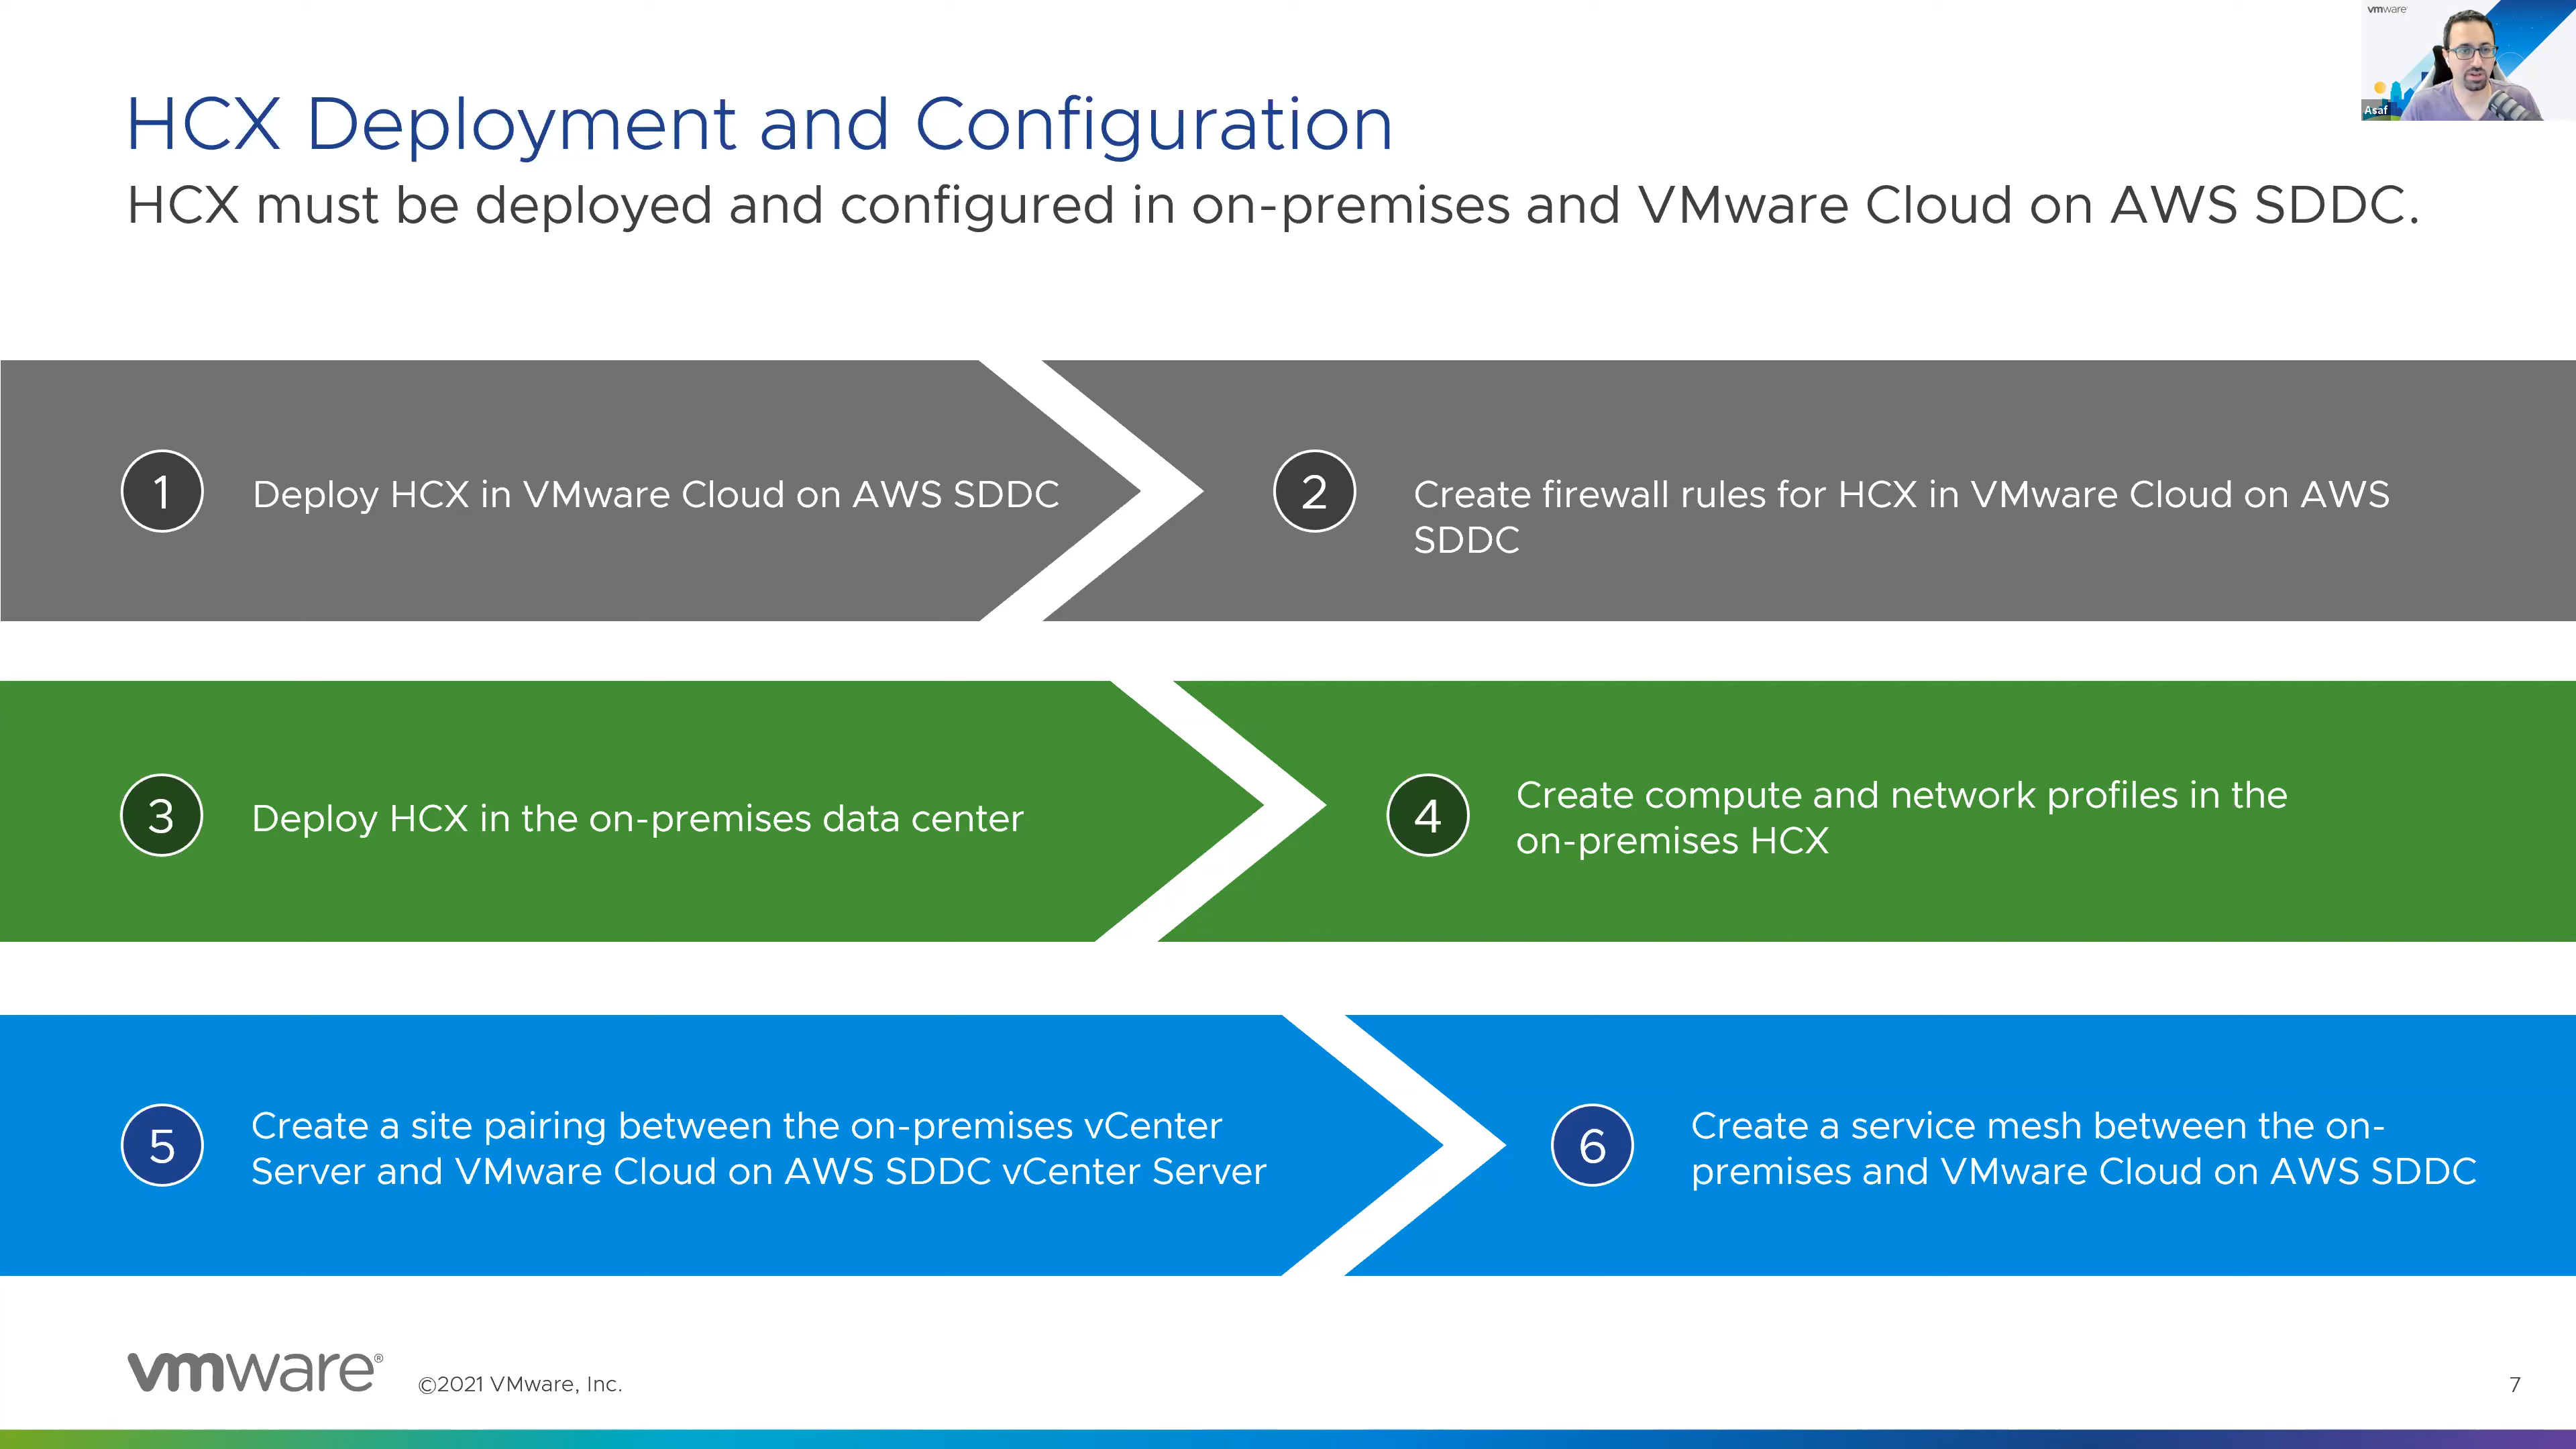 vmware
Asaf
HCX Deployment and Configuration
HCX must be deployed and configured in on-premises and VMware Cloud on AWS SDDC.
1
Deploy HCX in VMware Cloud on AWS SDDC
2
Create firewall rules for HCX in VMware Cloud on AWS
SDDC
3
Deploy HCX in the on-premises data center
4
Create compute and network profiles in the
on-premises HCX
5
Create a site pairing between the on-premises vCenter
Server and VMware Cloud on AWS SDDC vCenter Server
6
Create a service mesh between the on-
premises and VMware Cloud on AWS SDDC
vmware®
©2021 VMware, Inc.
7